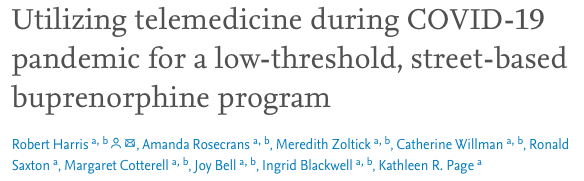 Utilizing telemedicine during COVID-19
pandemic for a low-threshold, street-based
buprenorphine program
Robert Harris a, b, Amanda Rosecrans a, b, Meredith Zoltick a, b, Catherine Willman a, b, Ronald
Saxton a, Margaret Cotterell a, b, Joy Bell a, b, Ingrid Blackwell a, b, Kathleen R. Page a